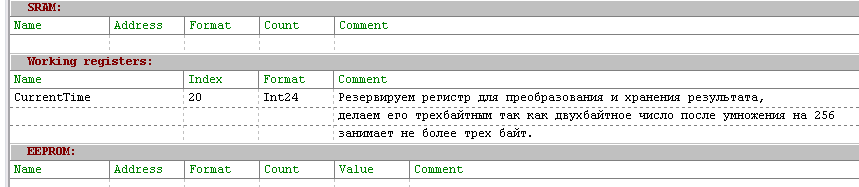 SRAM:
Name Address Format Count Comment
Working registers:
Name Index Format Comment
CurrentTime 20 Int24 Резервируем регистр для преобразования и хранения результата,
делаем его трехбайтным так как двухбайтное число после умножения на 256
занимает не более трех байт.
EEPROM:
Name Address Format Count Value Comment